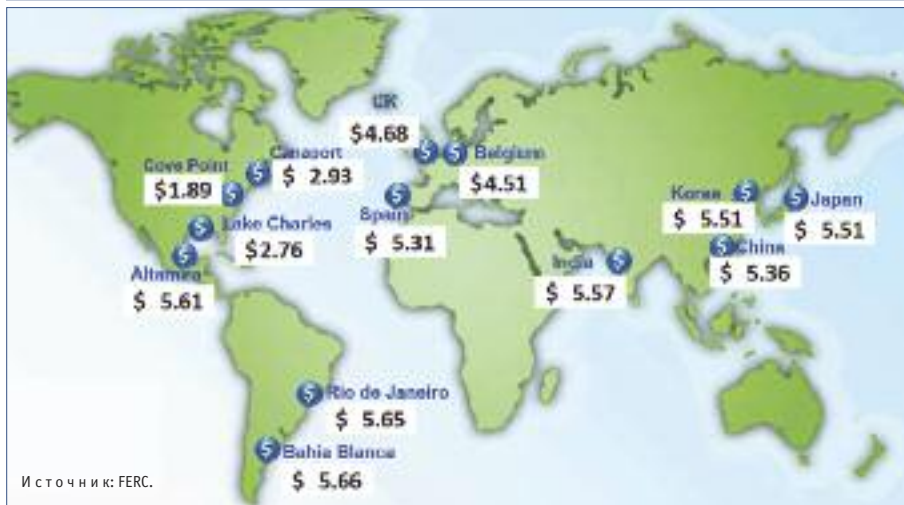 UK
$4.68
Canaport
$ 2.93
Cove Point
$1.89
Belgium
$4.51
Lake Charles
$2.76
Spain
$ 5.31
Korea
$ 5.51
Japan
$ 5.51
China
$ 5.36
India
$ 5.57
Altamira
$ 5.61
Rio de Janeiro
$ 5.65
Bahia Blanca
$ 5.66
Источник: FERC.